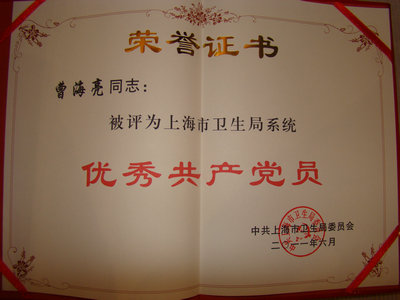 荣誉证书
曹海亮同志：
被评为上海市卫生局系统
优秀共产党员
中共上海市卫生局委员会
二〇一一年六月